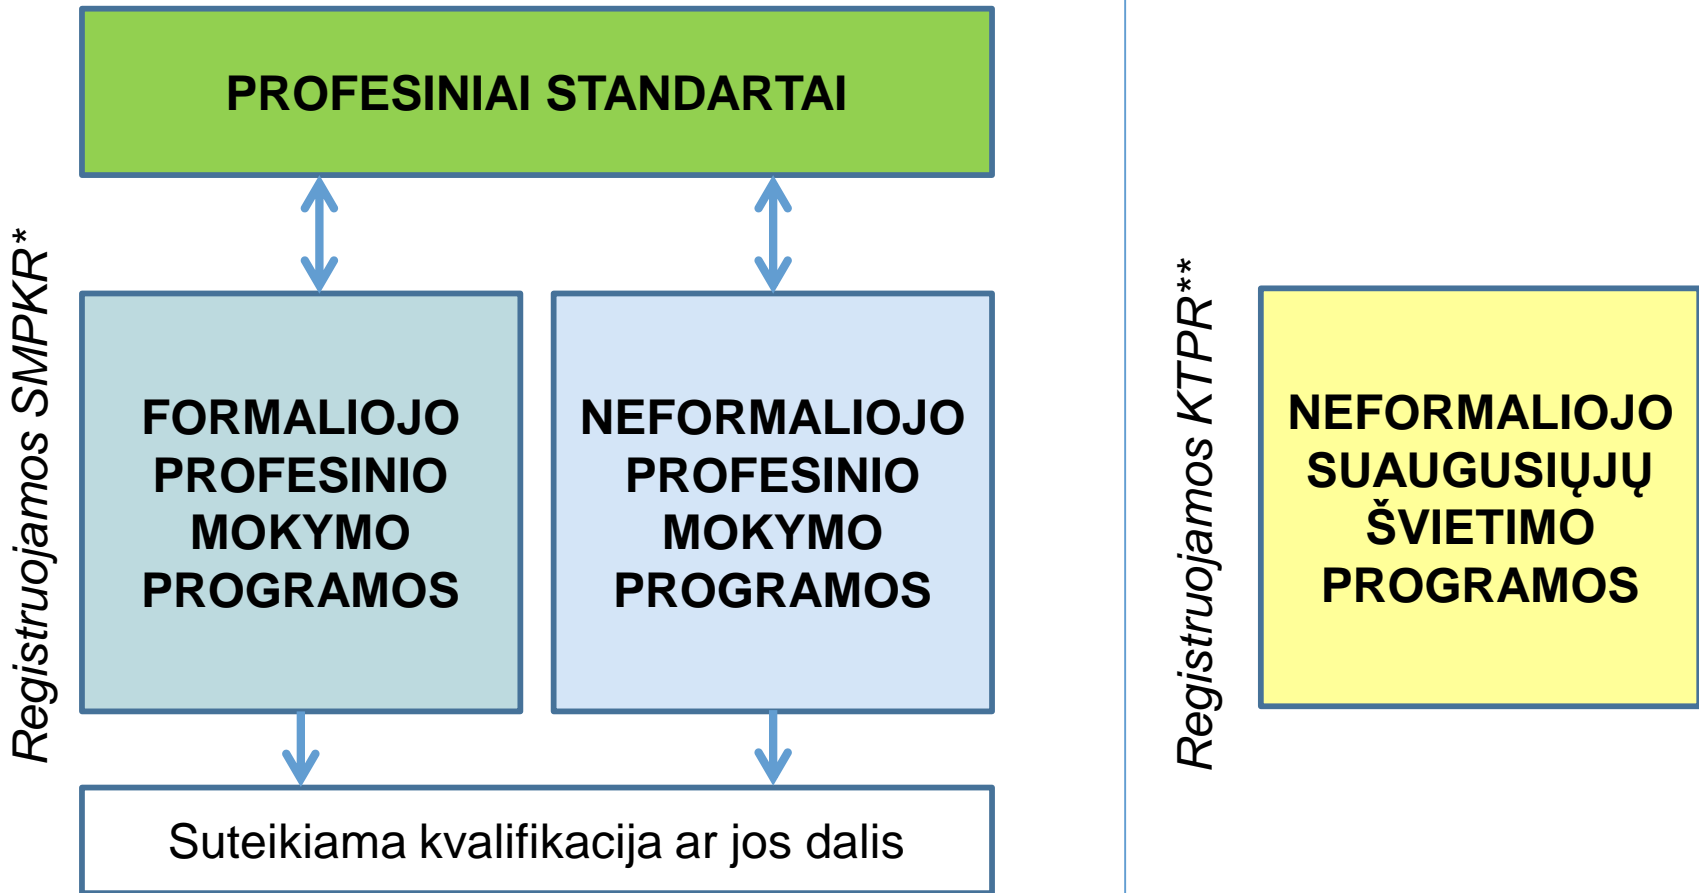 PROFESINIAI STANDARTAI
Registruojamos SMPKR*
FORMALIOJO
PROFESINIO
MOKYMO
PROGRAMOS
NEFORMALIOJO
PROFESINIO
MOKYMO
PROGRAMOS
Suteikiama kvalifikacija ar jos dalis
Registruojamos KTPR**
NEFORMALIOJO
SUAUGUSIŲJŲ
ŠVIETIMO
PROGRAMOS